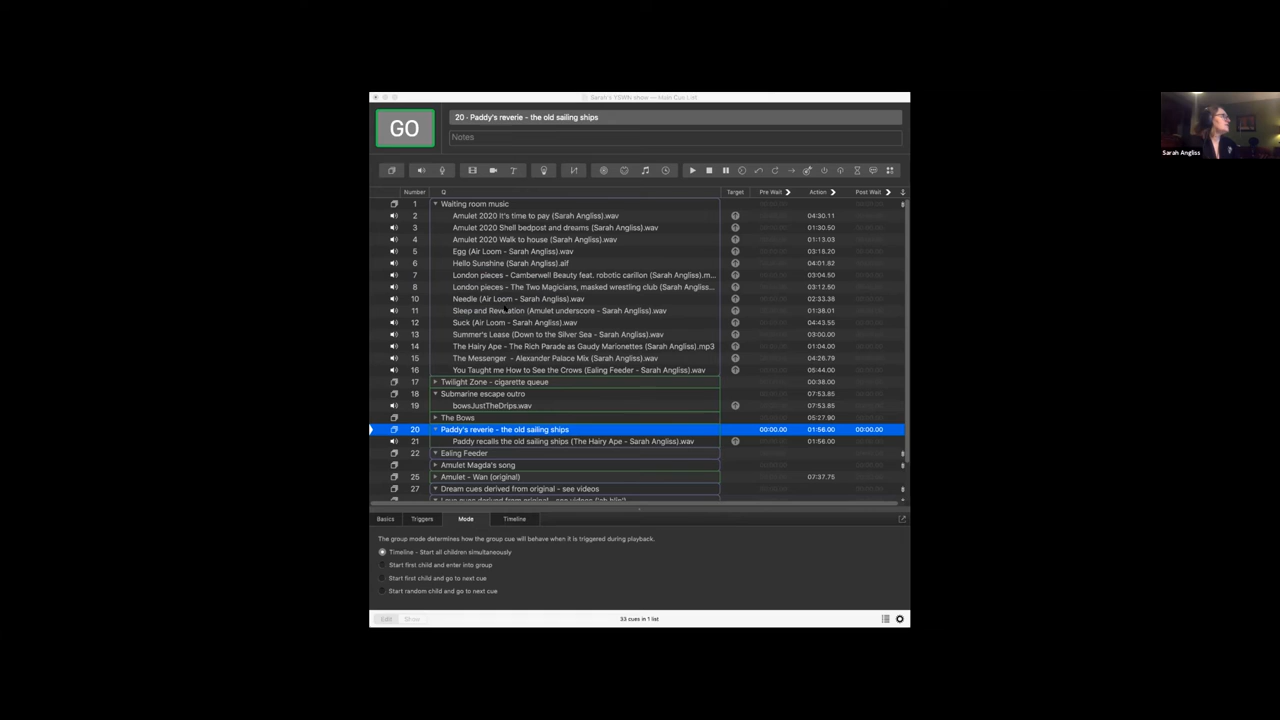 Sarah's YSWN show — Main Cue List
GO
20 · Paddy's reverie - the old sailing ships
Notes
Sarah Angliss
Number Q Target Pre Wait Action Post Wait
1 Waiting room music
2 Amulet 2020 It's time to pay (Sarah Angliss).wav 04:30.11
3 Amulet 2020 Shell bedpost and dreams (Sarah Angliss).wav 01:30.50
4 Amulet 2020 Walk to house (Sarah Angliss).wav 01:13.03
5 Egg (Air Loom - Sarah Angliss).wav 03:18.20
6 Hello Sunshine (Sarah Angliss).aif 04:01.82
7 London pieces - Camberwell Beauty feat. robotic carillon (Sarah Angliss).m... 03:04.50
8 London pieces - The Two Magicians, masked wrestling club (Sarah Angliss... 03:12.50
10 Needle (Air Loom - Sarah Angliss).wav 02:33.38
11 Sleep and Revelation (Amulet underscore - Sarah Angliss).wav 01:38.01
12 Suck (Air Loom - Sarah Angliss).wav 04:43.55
13 Summer's Lease (Down to the Silver Sea - Sarah Angliss).wav 03:00.00
14 The Hairy Ape - The Rich Parade as Gaudy Marionettes (Sarah Angliss).mp3 01:04.00
15 The Messenger - Alexander Palace Mix (Sarah Angliss).wav 04:26.79
16 You Taught me How to See the Crows (Ealing Feeder - Sarah Angliss).wav 05:44.00
17 Twilight Zone - cigarette queue 00:38.00
18 Submarine escape outro 07:53.85
19 bowsJustTheDrips.wav 07:53.85
The Bows 05:27.90
20 Paddy's reverie - the old sailing ships 00:00.00 01:56.00 00:00.00
21 Paddy recalls the old sailing ships (The Hairy Ape - Sarah Angliss).wav 01:56.00
22 Ealing Feeder
Amulet Magda's song
25 Amulet - Wan (original) 07:37.75
27 Dream cues derived from original - see videos
Basics Triggers Mode Timeline
The group mode determines how the group cue will behave when it is triggered during playback.
Timeline - Start all children simultaneously
Start first child and enter into group
Start first child and go to next cue
Start random child and go to next cue
Edit Show 33 cues in 1 list